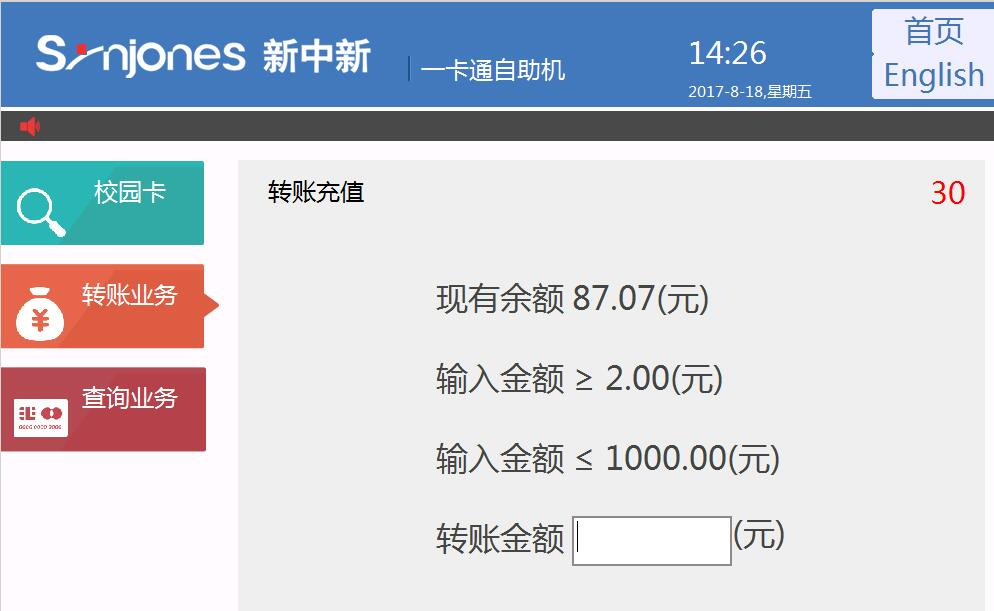 Synjones 新中新
一卡通自助机
14:26
2017-8-18,星期五
首页
English
校园卡
转账业务
查询业务
转账充值
30
现有余额 87.07(元)
输入金额 ≥ 2.00(元)
输入金额 ≤ 1000.00(元)
转账金额 (元)